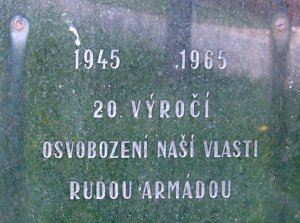 1945 1965
20. VÝROČÍ
OSVOBOZENÍ NAŠÍ VLASTI
RUDOU ARMÁDOU